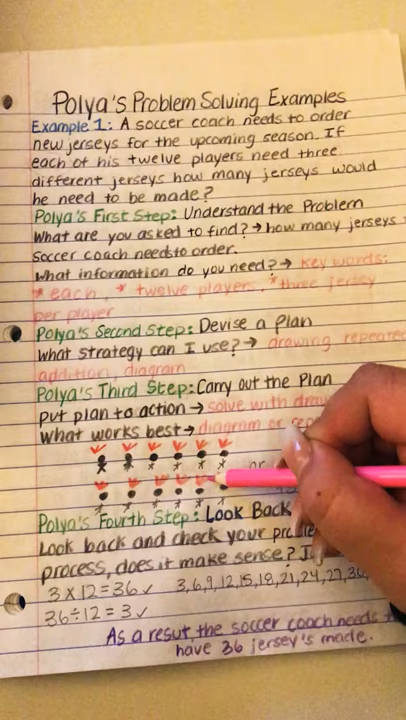 Polya's Problem Solving Examples
Example 1: A soccer coach needs to order
new jerseys for the upcoming season. If
each of his twelve players need three
different jerseys how many jerseys would
he need to be made?
Polya's First Step: Understand the Problem
What are you asked to find? → how many jerseys
soccer coach needs to order.
What information do you need? → key words:
* each, * twelve players, * three jersey
per player
Polya's Second Step: Devise a Plan
What strategy can I use? → drawing repeated
addition, diagram
Polya's Third Step: Carry out the Plan
put plan to action → solve with
What works best → diagram or
or
Polya's Fourth Step: Look Back
Look back and check your
process, does it make sense?
3 x 12 = 36 ✓ 3,6,9,12,15,18,21,24,27,30,
36 ÷ 12 = 3 ✓
As a resut, the soccer coach needs
have 36 jersey's made.